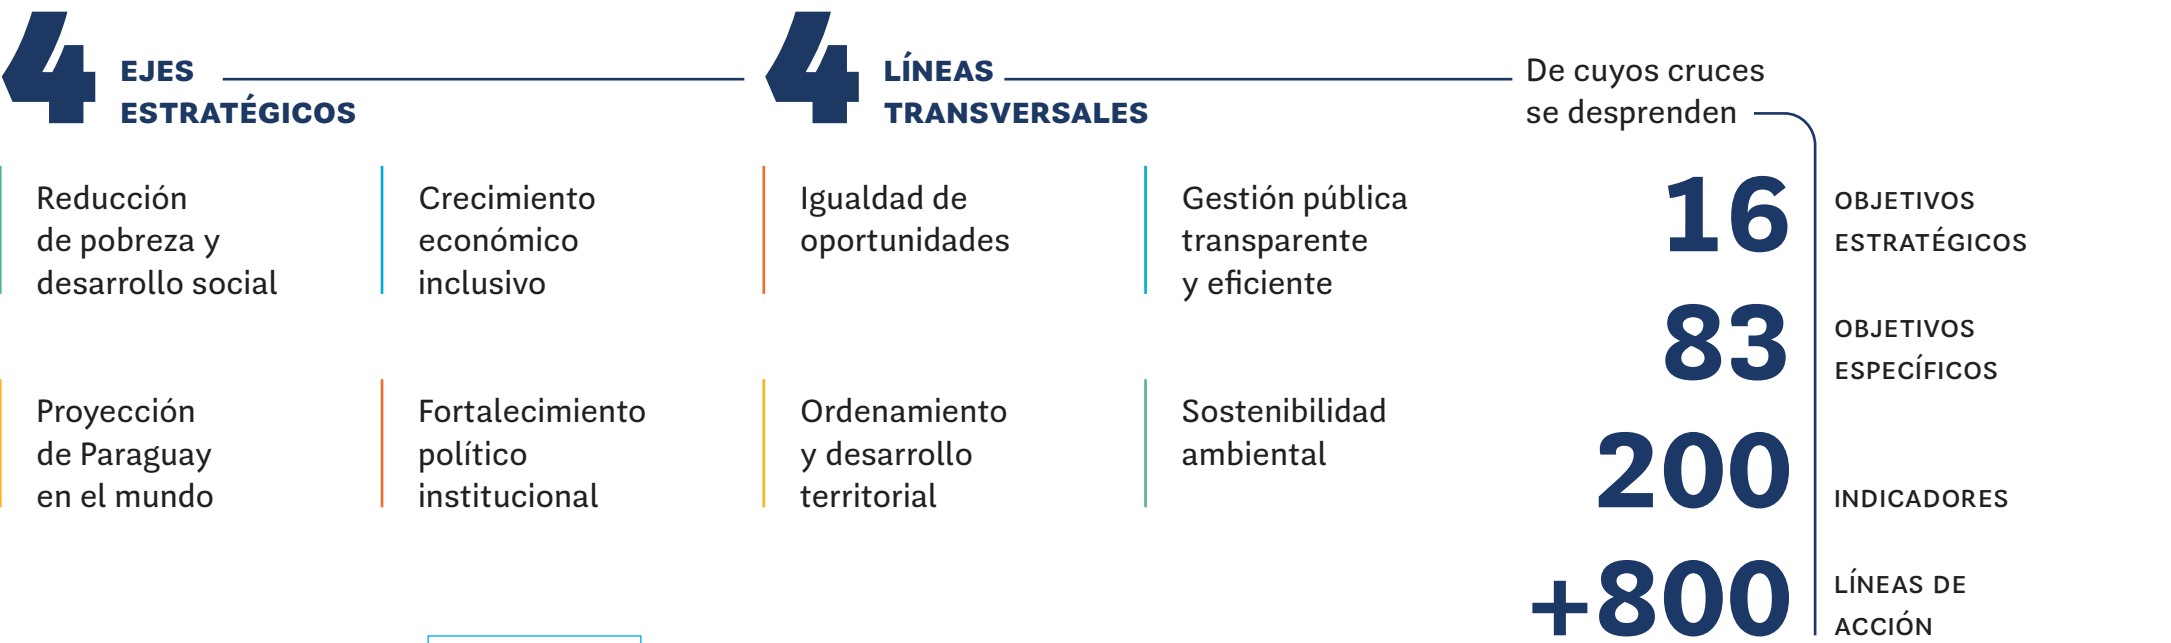 4 EJES
ESTRATÉGICOS
Reducción
de pobreza y
desarrollo social
Crecimiento
económico
inclusivo
Proyección
de Paraguay
en el mundo
Fortalecimiento
político
institucional
4 LÍNEAS
TRANSVERSALES
Igualdad de
oportunidades
Gestión pública
transparente
y eficiente
Ordenamiento
y desarrollo
territorial
Sostenibilidad
ambiental
De cuyos cruces
se desprenden
16 OBJETIVOS
ESTRATÉGICOS
83 OBJETIVOS
ESPECÍFICOS
200 INDICADORES
+800 LÍNEAS DE
ACCIÓN